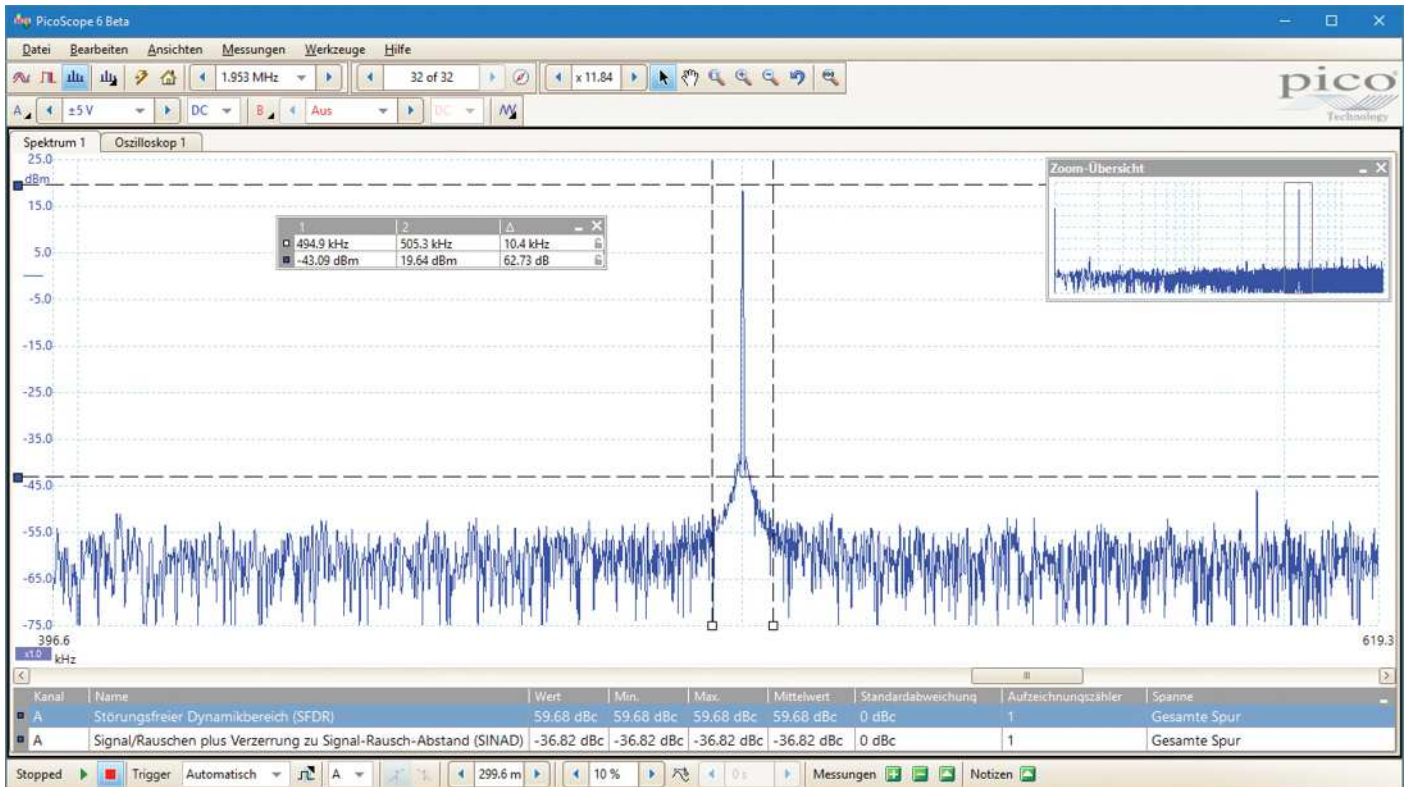 PicoScope 6 Beta
Datei Bearbeiten Ansichten Messungen Werkzeuge Hilfe
1.953 MHz 32 of 32 x 11.84
pico
Technology
A ±5 V DC B Aus DC
Spektrum 1 Oszilloskop 1
25.0
dBm
15.0
5.0
-5.0
-15.0
-25.0
-35.0
-45.0
-55.0
-65.0
-75.0
1 2 Δ
494.9 kHz 505.3 kHz 10.4 kHz
-43.09 dBm 19.64 dBm 62.73 dB
Zoom-Übersicht
396.6 619.3
x1.0 kHz
Kanal Name Wert Min. Max. Mittelwert Standardabweichung Aufzeichnungszähler Spanne
A Störungsfreier Dynamikbereich (SFDR) 59.68 dBc 59.68 dBc 59.68 dBc 59.68 dBc 0 dBc 1 Gesamte Spur
A Signal/Rauschen plus Verzerrung zu Signal-Rausch-Abstand (SINAD) -36.82 dBc -36.82 dBc -36.82 dBc -36.82 dBc 0 dBc 1 Gesamte Spur
Stopped Trigger Automatisch A 299.6 m 10 % 0 s Messungen Notizen